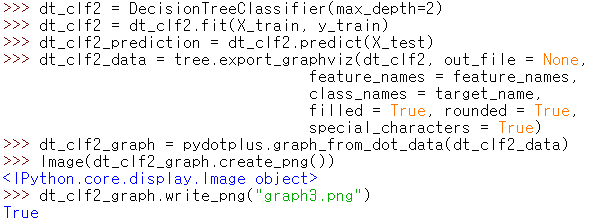 >>> dt_clf2 = DecisionTreeClassifier(max_depth=2)
>>> dt_clf2 = dt_clf2.fit(X_train, y_train)
>>> dt_clf2_prediction = dt_clf2.predict(X_test)
>>> dt_clf2_data = tree.export_graphviz(dt_clf2, out_file = None,
feature_names = feature_names,
class_names = target_name,
filled = True, rounded = True,
special_characters = True)
>>> dt_clf2_graph = pydotplus.graph_from_dot_data(dt_clf2_data)
>>> Image(dt_clf2_graph.create_png())
<IPython.core.display.Image object>
>>> dt_clf2_graph.write_png("graph3.png")
True